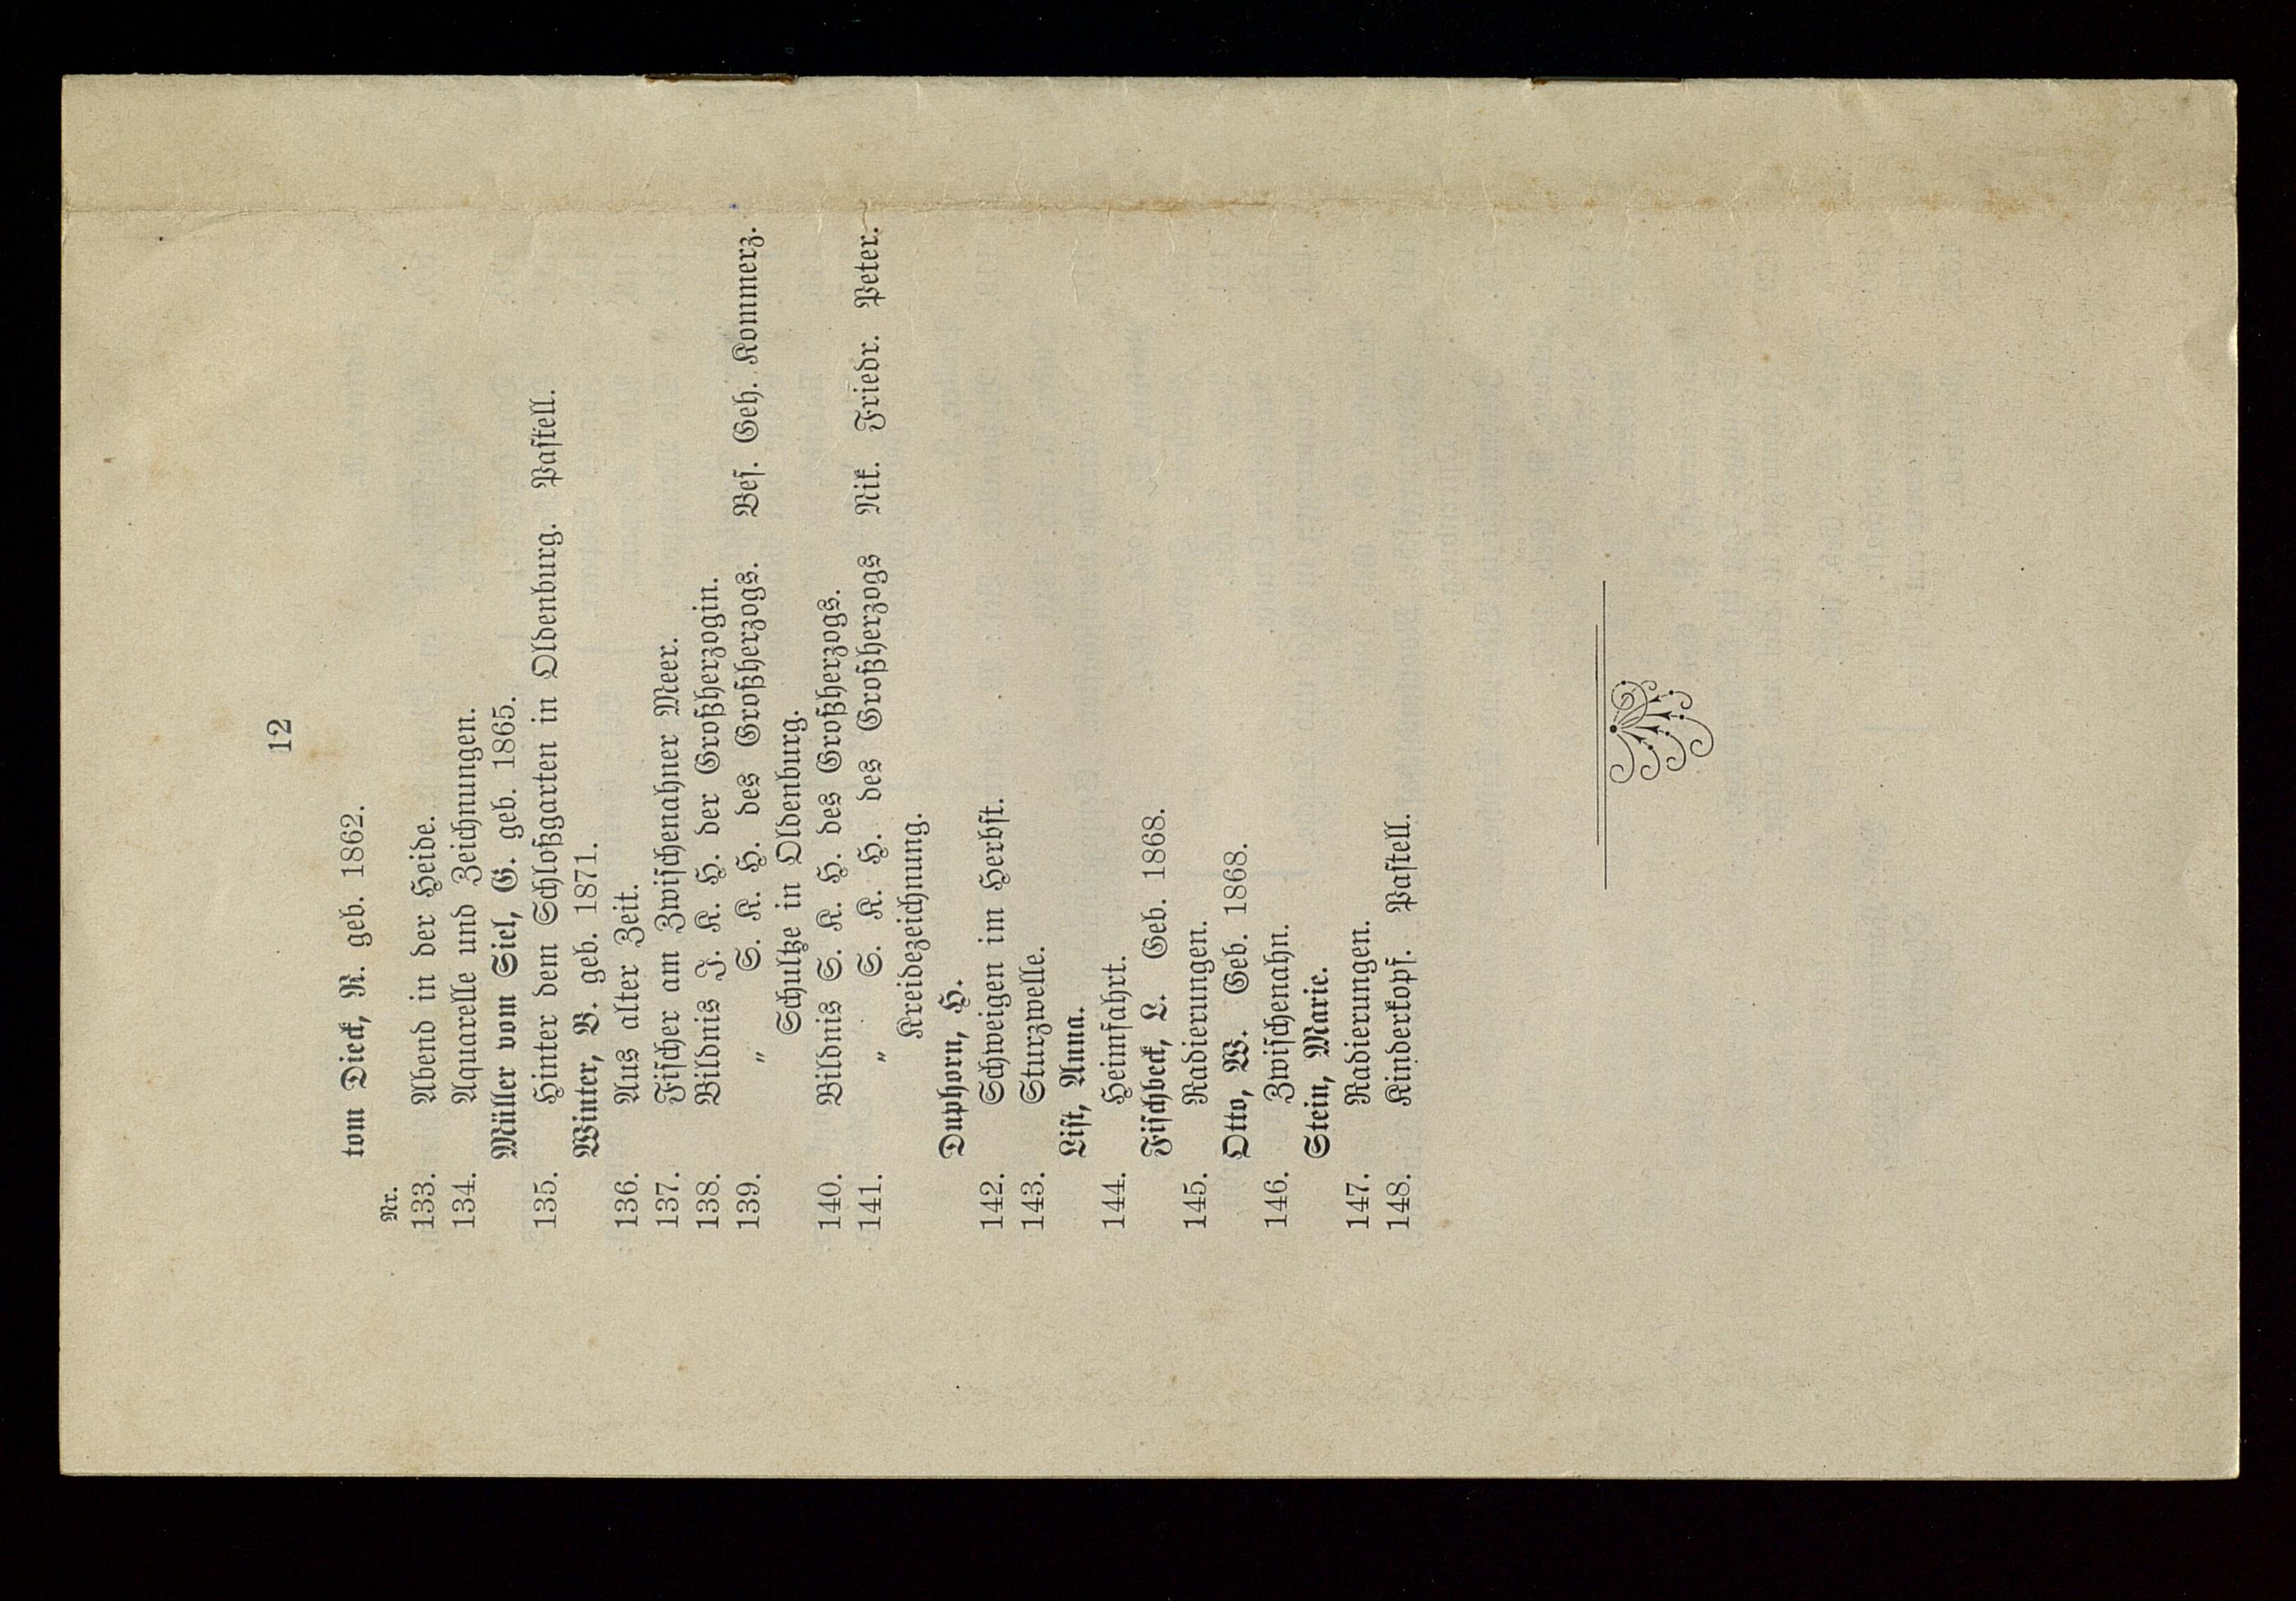 12
tom Dieck, R. geb. 1862.
Nr.
133. Abend in der Heide.
134. Aquarelle und Zeichnungen.
Müller vom Siel, G. geb. 1865.
135. Hinter dem Schloßgarten in Oldenburg. Pastell.
Winter, B. geb. 1871.
136. Aus alter Zeit.
137. Fischer am Zwischenahner Meer.
138. Bildnis J. K. H. der Großherzogin.
139. „ S. K. H. des Großherzogs. Bes. Geh. Kommerz.
Schultze in Oldenburg.
140. Bildnis S. K. H. des Großherzogs.
141. „ S. K. H. des Großherzogs Nik. Friedr. Peter.
Kreidezeichnung.
Duphorn, H.
142. Schweigen im Herbst.
143. Sturzwelle.
List, Anna.
144. Heimfahrt.
Fischbeck, L. Geb. 1868.
145. Radierungen.
Otto, W. Geb. 1868.
146. Zwischenahn.
Stein, Marie.
147. Radierungen.
148. Kinderkopf. Pastell.